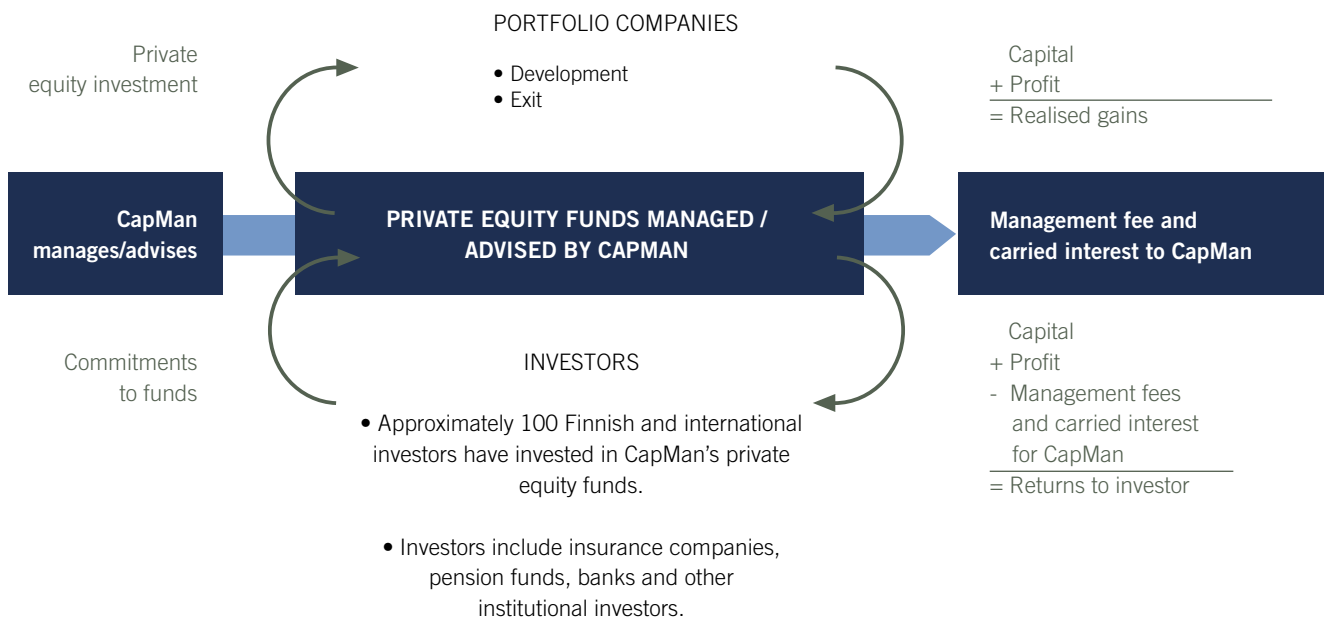 PORTFOLIO COMPANIES
• Development
• Exit
Private
equity investment
Capital
+ Profit
= Realised gains
CapMan
manages/advises
PRIVATE EQUITY FUNDS MANAGED /
ADVISED BY CAPMAN
Management fee and
carried interest to CapMan
Commitments
to funds
INVESTORS
• Approximately 100 Finnish and international
investors have invested in CapMan’s private
equity funds.
• Investors include insurance companies,
pension funds, banks and other
institutional investors.
Capital
+ Profit
- Management fees
and carried interest
for CapMan
= Returns to investor